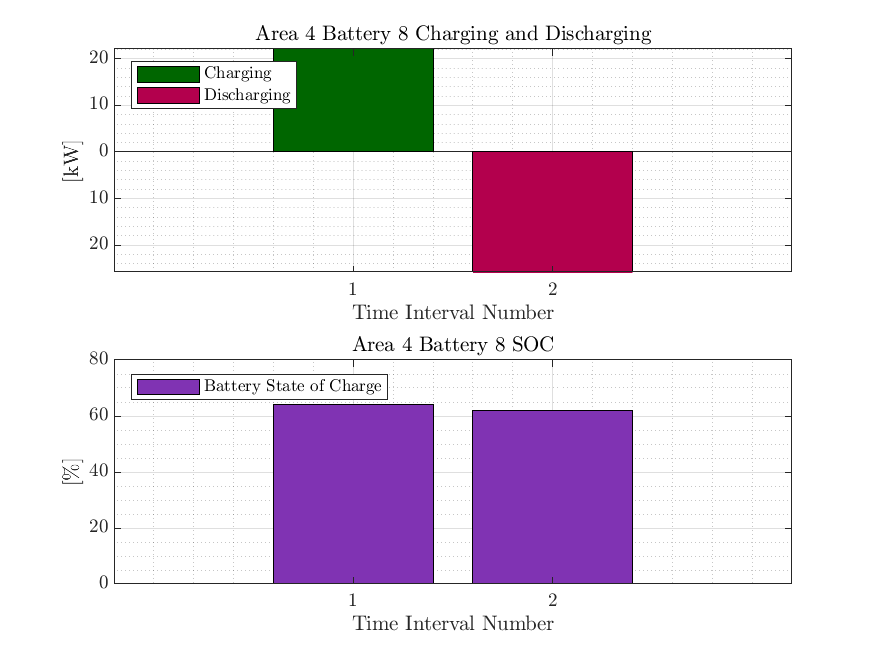 Area 4 Battery 8 Charging and Discharging
20
10
0
10
20
[kW]
Charging
Discharging
1 2
Time Interval Number
Area 4 Battery 8 SOC
80
60
40
20
0
[%]
Battery State of Charge
1 2
Time Interval Number